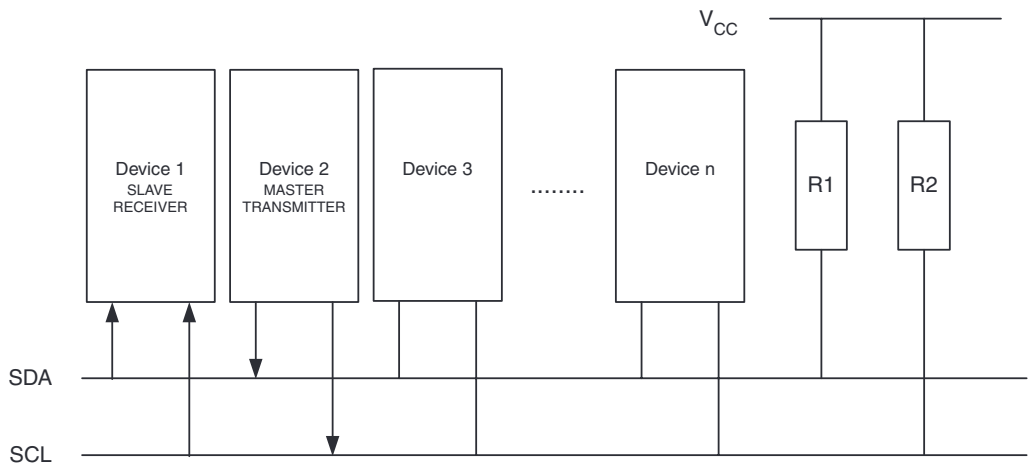 VCC
Device 1
SLAVE
RECEIVER
Device 2
MASTER
TRANSMITTER
Device 3
........
Device n
R1
R2
SDA
SCL